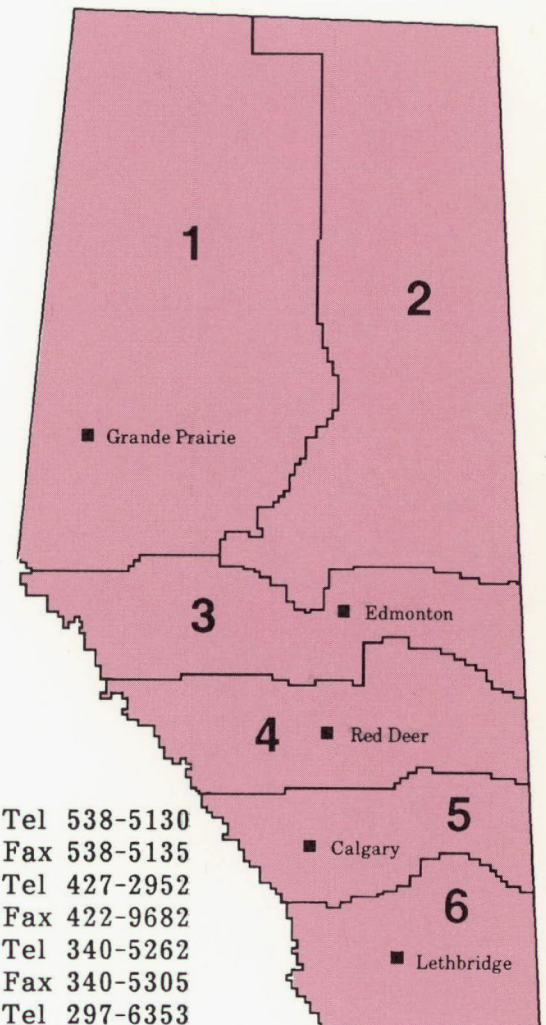 1
2
Grande Prairie
3
Edmonton
4
Red Deer
5
Calgary
6
Lethbridge
Tel 538-5130
Fax 538-5135
Tel 427-2952
Fax 422-9682
Tel 340-5262
Fax 340-5305
Tel 297-6353